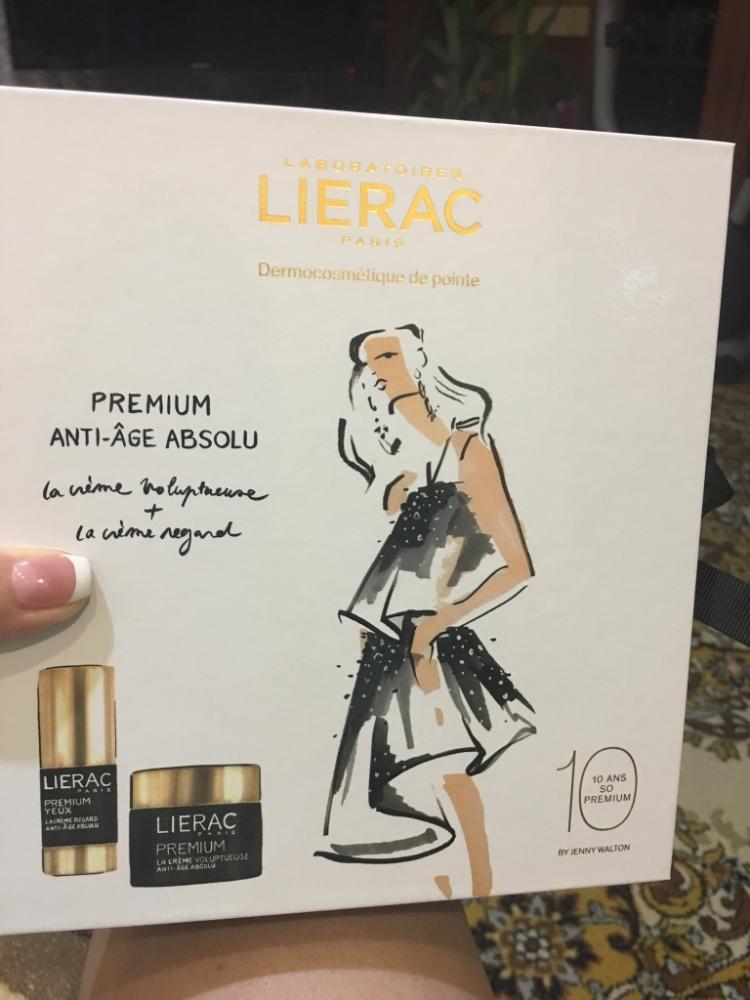 LABORATOIRES
LIERAC
PARIS
Dermocosmétique de pointe
PREMIUM
ANTI-ÂGE ABSOLU
la crème voluptueuse
+
la crème regard
LIERAC
PARIS
PREMIUM
YEUX
LA CRÈME REGARD
ANTI-ÂGE ABSOLU
LIERAC
PARIS
PREMIUM
LA CRÈME VOLUPTUEUSE
ANTI-ÂGE ABSOLU
10
10 ANS
SO
PREMIUM
BY JENNY WALTON